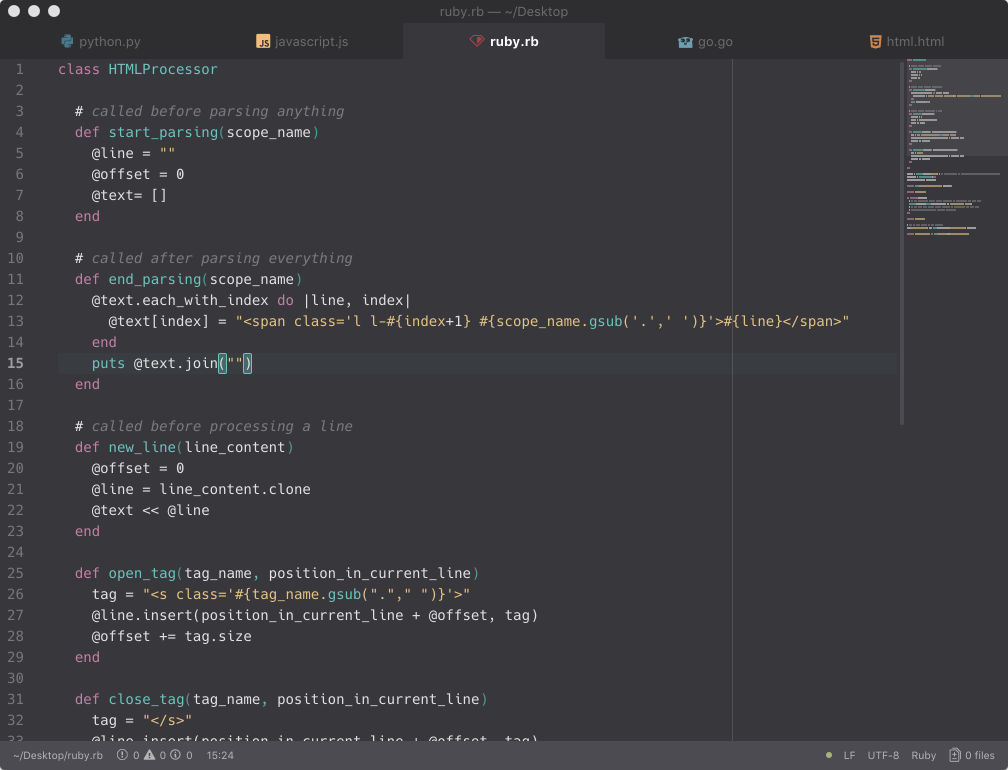 ruby.rb — ~/Desktop
python.py
JS javascript.js
ruby.rb
go.go
html.html
1 class HTMLProcessor
2
3 # called before parsing anything
4 def start_parsing(scope_name)
5 @line = ""
6 @offset = 0
7 @text= []
8 end
9
10 # called after parsing everything
11 def end_parsing(scope_name)
12 @text.each_with_index do |line, index|
13 @text[index] = "<span class='l l-#{index+1} #{scope_name.gsub('.',' ')}'>#{line}</span>"
14 end
15 puts @text.join("")
16 end
17
18 # called before processing a line
19 def new_line(line_content)
20 @offset = 0
21 @line = line_content.clone
22 @text << @line
23 end
24
25 def open_tag(tag_name, position_in_current_line)
26 tag = "<s class='#{tag_name.gsub("."," ")}'>"
27 @line.insert(position_in_current_line + @offset, tag)
28 @offset += tag.size
29 end
30
31 def close_tag(tag_name, position_in_current_line)
32 tag = "</s>"
33 @line.insert(position_in_current_line + @offset, tag)
~/Desktop/ruby.rb 0 0 0 15:24 LF UTF-8 Ruby 0 files